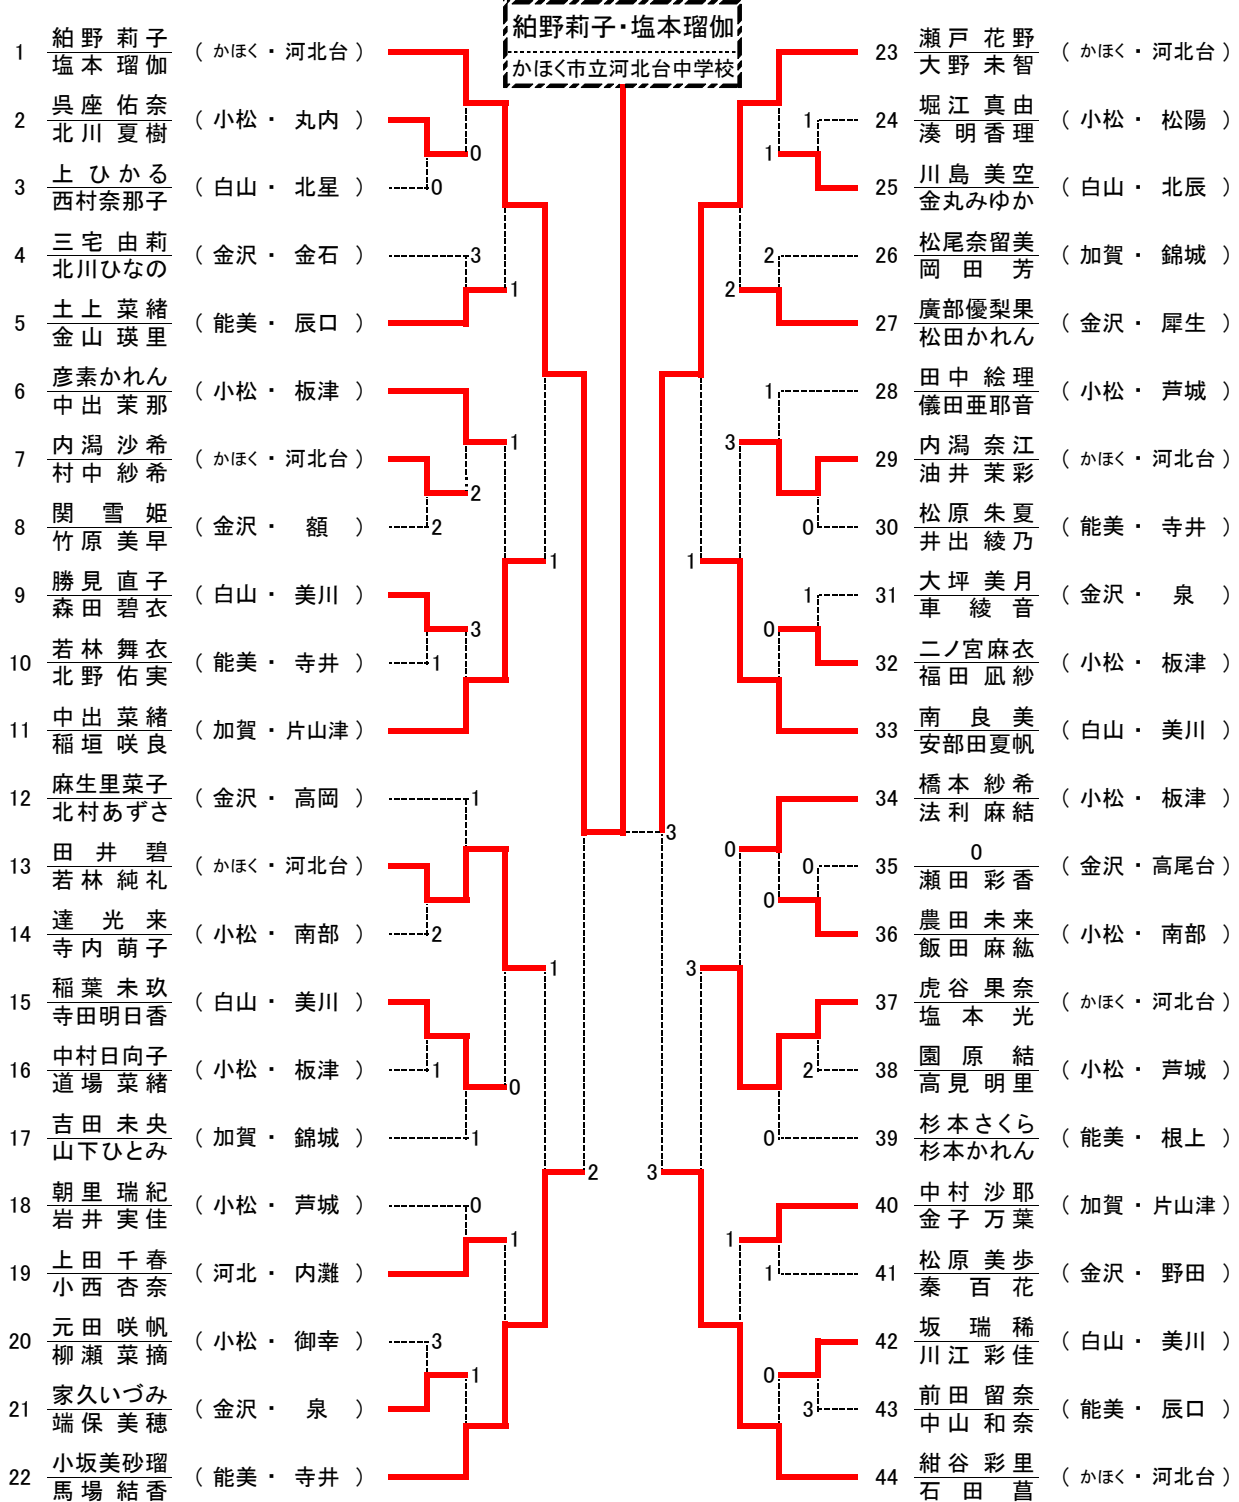 紿野莉子・塩本瑠伽
かほく市立河北台中学校
1 紿野 莉子 塩本 瑠伽 (かほく・河北台)
2 呉座 佑奈 北川 夏樹 (小松・丸内)
0
3 上 ひかる 西村奈那子 (白山・北星)
0
4 三宅 由莉 北川ひなの (金沢・金石)
3
1
5 土上 菜緒 金山 瑛里 (能美・辰口)
6 彦素かれん 中出 茉那 (小松・板津)
1
7 内潟 沙希 村中 紗希 (かほく・河北台)
2
8 関 雪姫 竹原 美早 (金沢・額)
2
1
9 勝見 直子 森田 碧衣 (白山・美川)
3
10 若林 舞衣 北野 佑実 (能美・寺井)
1
11 中出 菜緒 稲垣 咲良 (加賀・片山津)
12 麻生里菜子 北村あずさ (金沢・高岡)
1
13 田井 碧 若林 純礼 (かほく・河北台)
14 達 光来 寺内 萌子 (小松・南部)
2
1
15 稲葉 未玖 寺田明日香 (白山・美川)
16 中村日向子 道場 菜緒 (小松・板津)
1
0
17 吉田 未央 山下ひとみ (加賀・錦城)
1
2
18 朝里 瑞紀 岩井 実佳 (小松・芦城)
0
1
19 上田 千春 小西 杏奈 (河北・内灘)
20 元田 咲帆 柳瀬 菜摘 (小松・御幸)
3
1
21 家久いづみ 端保 美穂 (金沢・泉)
22 小坂美砂瑠 馬場 結香 (能美・寺井)
3
23 瀬戸 花野 大野 未智 (かほく・河北台)
1
24 堀江 真由 湊 明香理 (小松・松陽)
1
25 川島 美空 金丸みゆか (白山・北辰)
2
26 松尾奈留美 岡田 芳 (加賀・錦城)
2
27 廣部優梨果 松田かれん (金沢・犀生)
1
28 田中 絵理 儀田亜耶音 (小松・芦城)
3
29 内潟 奈江 油井 茉彩 (かほく・河北台)
0
30 松原 朱夏 井出 綾乃 (能美・寺井)
1
1
31 大坪 美月 車 綾音 (金沢・泉)
0
32 二ノ宮麻衣 福田 凪紗 (小松・板津)
33 南 良美 安部田夏帆 (白山・美川)
34 橋本 紗希 法利 麻結 (小松・板津)
0
0
35 0 瀬田 彩香 (金沢・高尾台)
0
36 農田 未来 飯田 麻紘 (小松・南部)
3
37 虎谷 果奈 塩本 光 (かほく・河北台)
2
38 園原 結 高見 明里 (小松・芦城)
0
39 杉本さくら 杉本かれん (能美・根上)
3
40 中村 沙耶 金子 万葉 (加賀・片山津)
1
1
41 松原 美歩 秦 百花 (金沢・野田)
42 坂 瑞稀 川江 彩佳 (白山・美川)
0
3
43 前田 留奈 中山 和奈 (能美・辰口)
44 紺谷 彩里 石田 菖 (かほく・河北台)